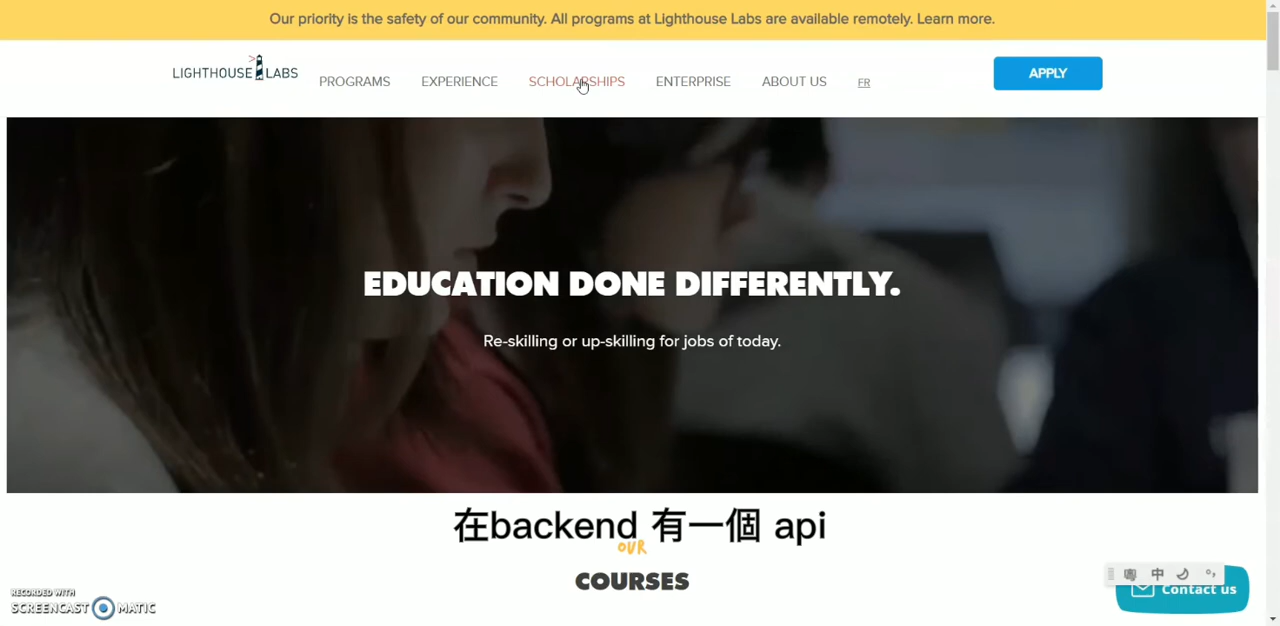 Our priority is the safety of our community. All programs at Lighthouse Labs are available remotely. Learn more.
LIGHTHOUSE LABS
PROGRAMS EXPERIENCE SCHOLARSHIPS ENTERPRISE ABOUT US FR
APPLY
EDUCATION DONE DIFFERENTLY.
Re-skilling or up-skilling for jobs of today.
在backend 有一個 api
OUR
COURSES
中
Contact us
RECORDED WITH
SCREENCAST MATIC